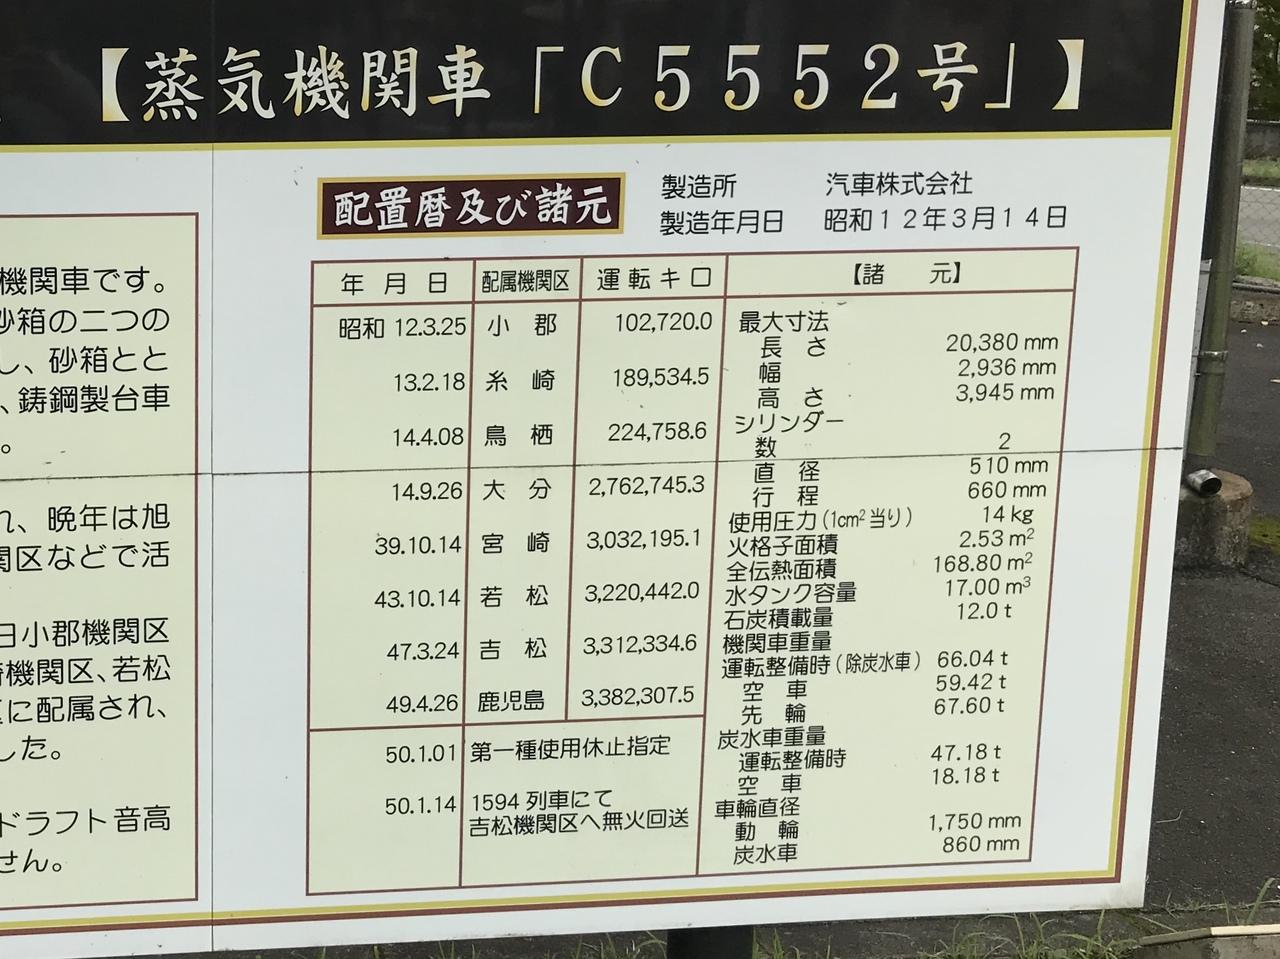 【蒸気機関車「C5552号」】
機関車です。
砂箱の二つの
し、砂箱とと
、鋳鋼製台車
。
れ、晩年は旭
関区などで活
日小郡機関区
機関区、若松
に配属され、
した。
ドラフト音高
せん。
配置暦及び諸元
製造所 汽車株式会社
製造年月日 昭和12年3月14日
年月日 配属機関区 運転キロ
昭和 12.3.25 小郡 102,720.0
13.2.18 糸崎 189,534.5
14.4.08 鳥栖 224,758.6
14.9.26 大分 2,762,745.3
39.10.14 宮崎 3,032,195.1
43.10.14 若松 3,220,442.0
47.3.24 吉松 3,312,334.6
49.4.26 鹿児島 3,382,307.5
50.1.01 第一種使用休止指定
50.1.14 1594列車にて
吉松機関区へ無火回送
【諸元】
最大寸法
長さ 20,380 mm
幅 2,936 mm
高さ 3,945 mm
シリンダー
数 2
直径 510 mm
行程 660 mm
使用圧力(1cm²当り) 14 kg
火格子面積 2.53 m²
全伝熱面積 168.80 m²
水タンク容量 17.00 m³
石炭積載量 12.0 t
機関車重量
運転整備時(除炭水車) 66.04 t
空車 59.42 t
先輪 67.60 t
炭水車重量
運転整備時 47.18 t
空車 18.18 t
車輪直径
動輪 1,750 mm
炭水車 860 mm